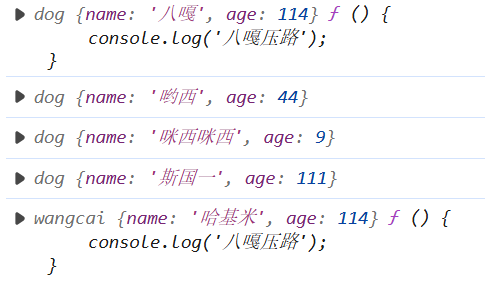 dog {name: '八嘎', age: 114} ƒ () {
console.log('八嘎压路');
}
dog {name: '哟西', age: 44}
dog {name: '咪西咪西', age: 9}
dog {name: '斯国一', age: 111}
wangcai {name: '哈基米', age: 114} ƒ () {
console.log('八嘎压路');
}